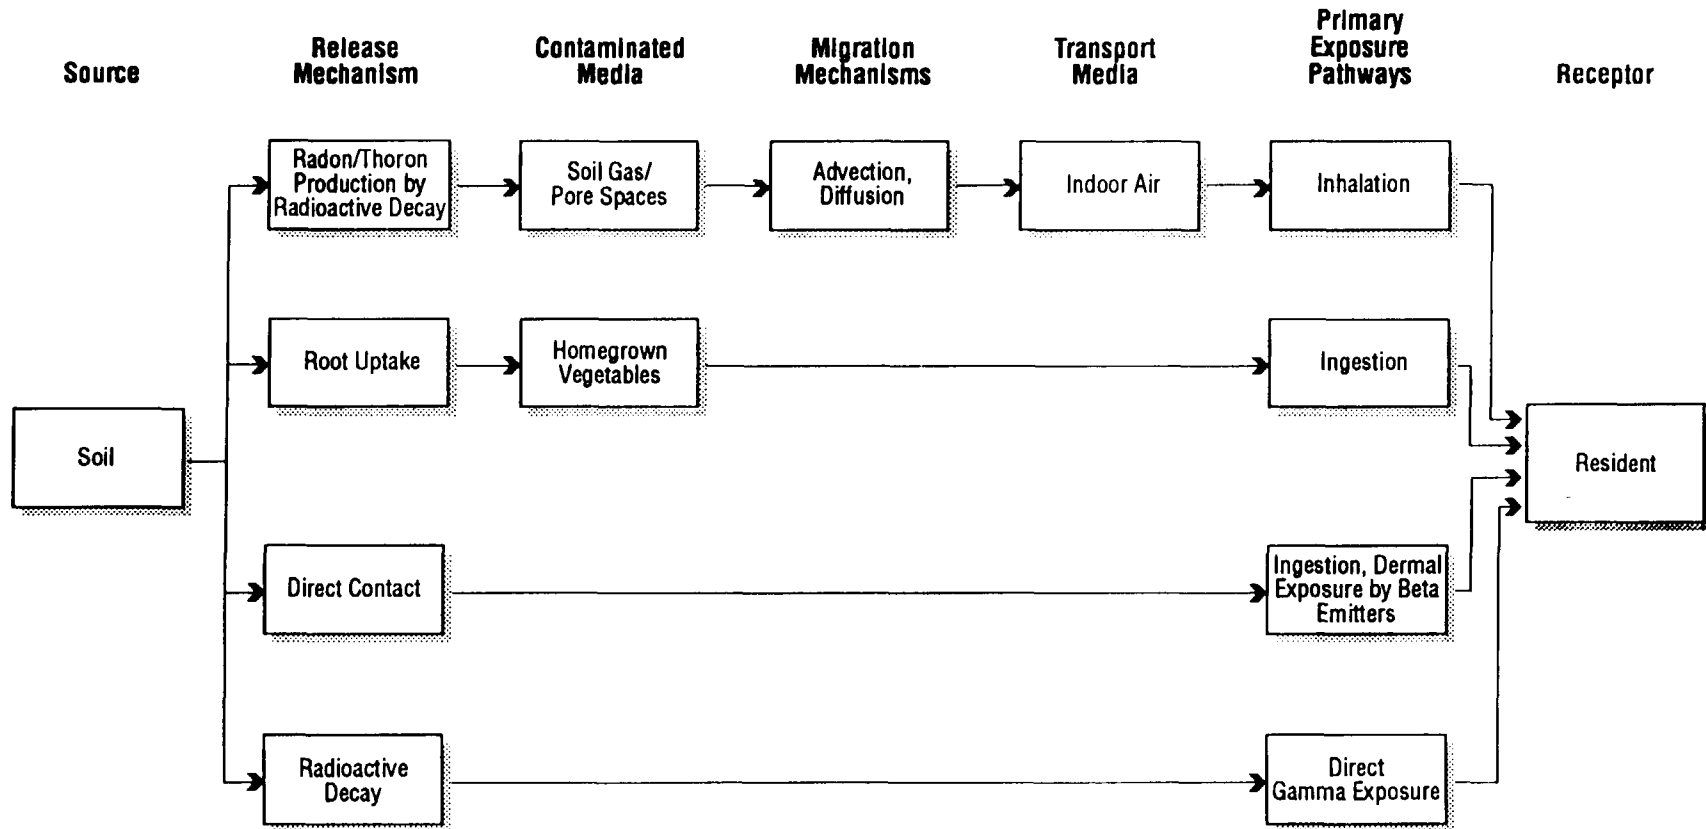 Source
Release
Mechanism
Contaminated
Media
Migration
Mechanisms
Transport
Media
Primary
Exposure
Pathways
Receptor
Radon/Thoron
Production by
Radioactive Decay
Soil Gas/
Pore Spaces
Advection,
Diffusion
Indoor Air
Inhalation
Root Uptake
Homegrown
Vegetables
Ingestion
Soil
Resident
Direct Contact
Ingestion, Dermal
Exposure by Beta
Emitters
Radioactive
Decay
Direct
Gamma Exposure